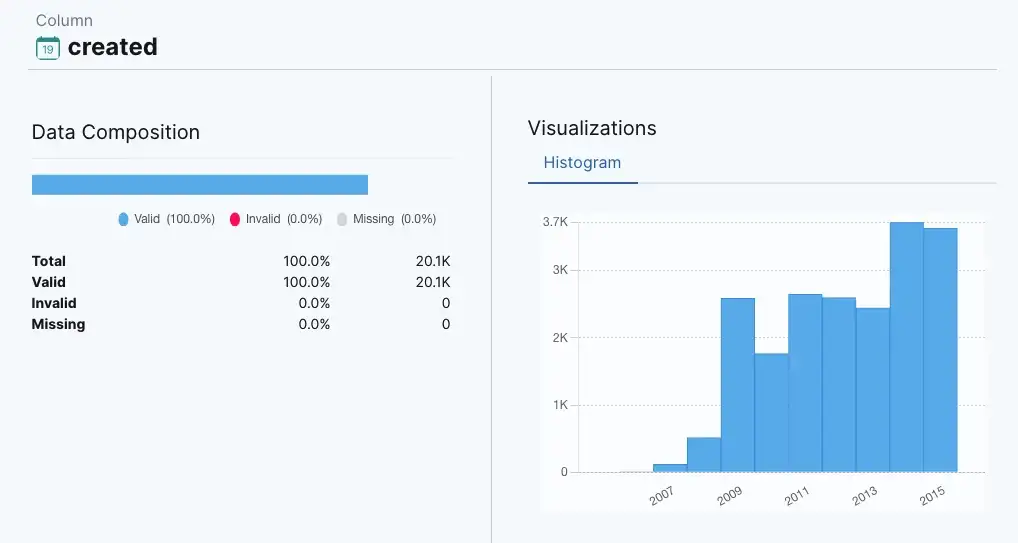 Column
19 created
Data Composition
Valid (100.0%) Invalid (0.0%) Missing (0.0%)
Total 100.0% 20.1K
Valid 100.0% 20.1K
Invalid 0.0% 0
Missing 0.0% 0
Visualizations
Histogram
3.7K
3K
2K
1K
0
2007 2009 2011 2013 2015